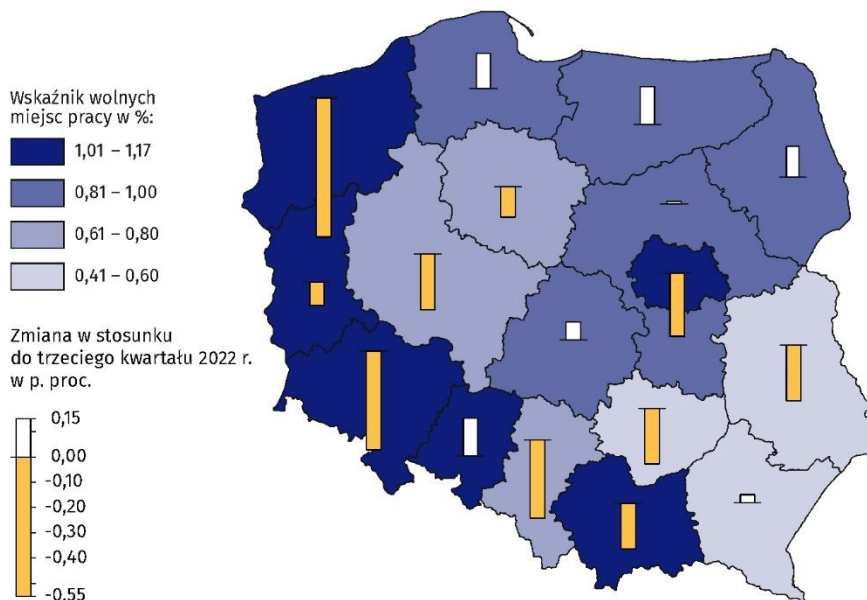 Wskaźnik wolnych
miejsc pracy w %:
1,01 – 1,17
0,81 – 1,00
0,61 – 0,80
0,41 – 0,60
Zmiana w stosunku
do trzeciego kwartału 2022 r.
w p. proc.
0,15
0,00
-0,10
-0,20
-0,30
-0,40
-0,55